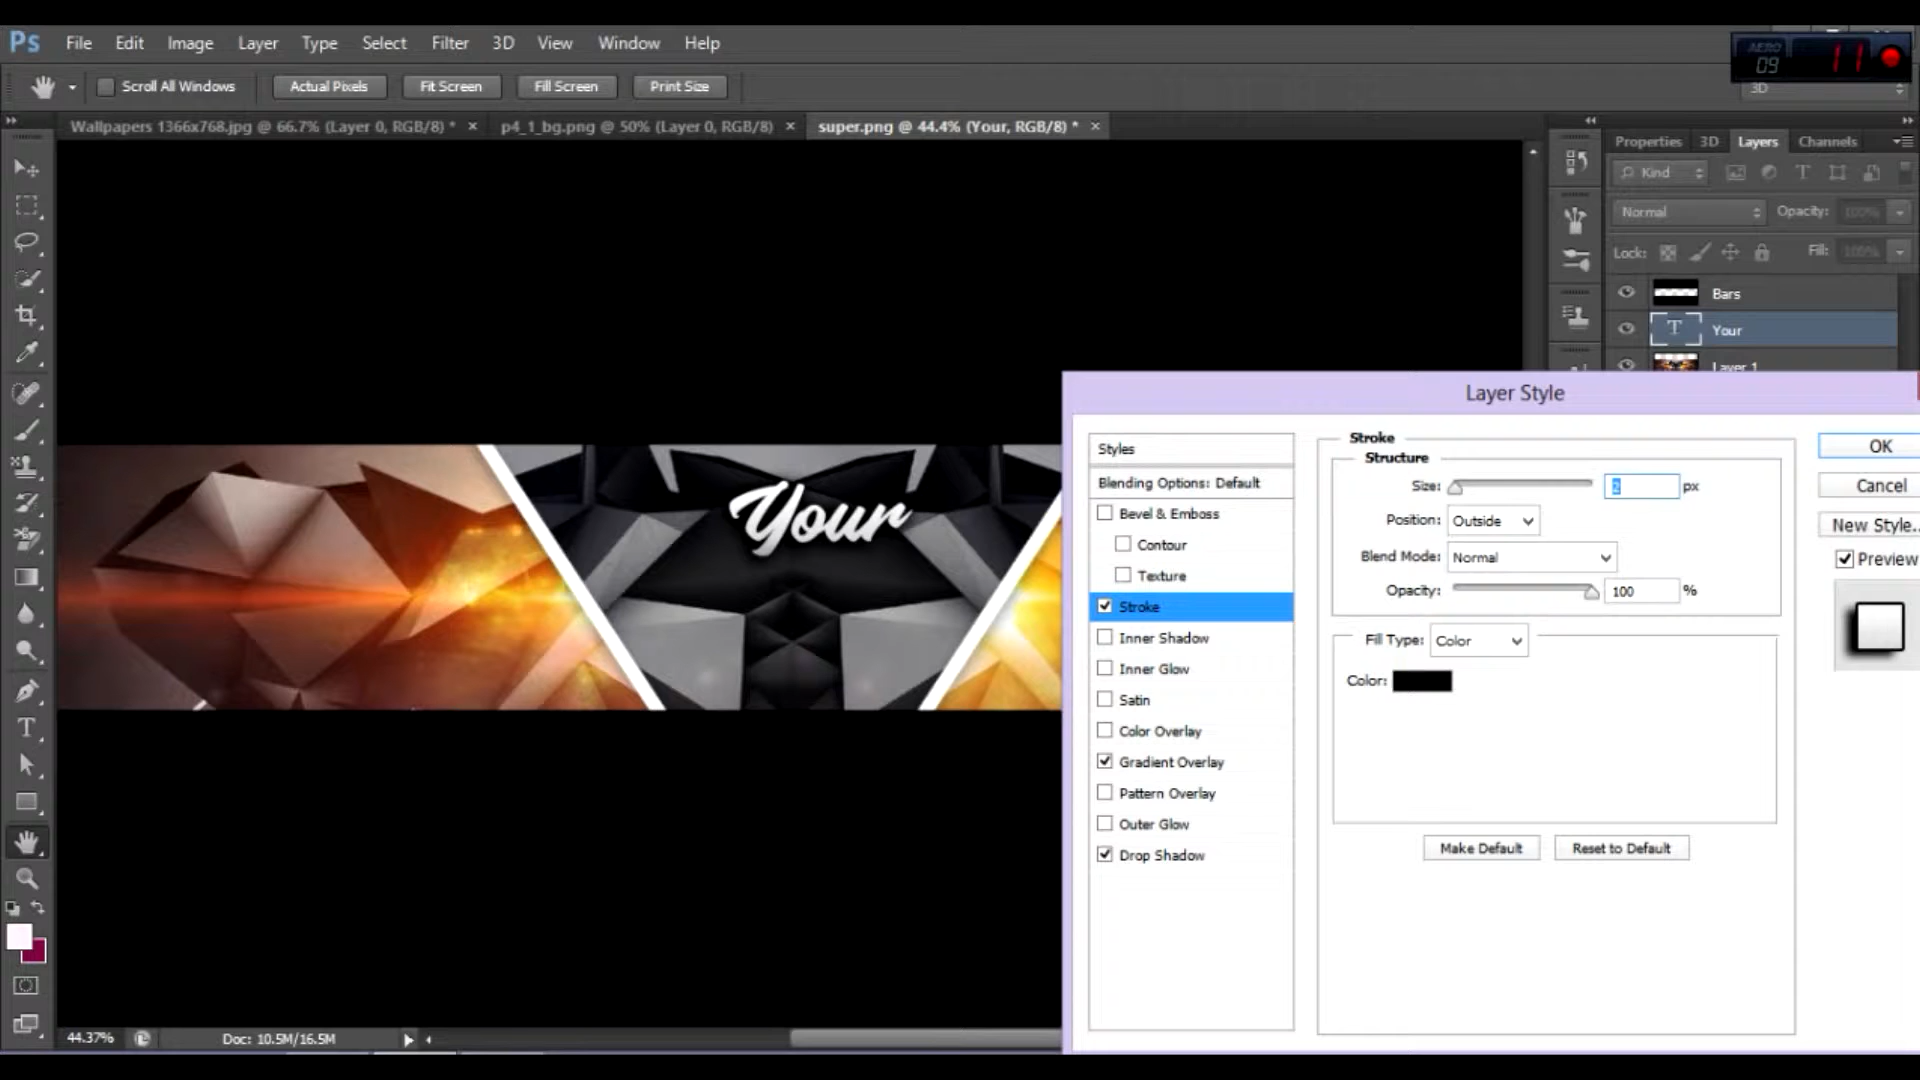 Ps File Edit Image Layer Type Select Filter 3D View Window Help
AERO
09 11
Scroll All Windows Actual Pixels Fit Screen Fill Screen Print Size
3D
Wallpapers 1366x768.jpg @ 66.7% (Layer 0, RGB/8) * × p4_1_bg.png @ 50% (Layer 0, RGB/8) × super.png @ 44.4% (Your, RGB/8) * ×
Properties 3D Layers Channels
Kind
Normal Opacity: 100%
Lock: Fill: 100%
Bars
T Your
Layer 1
Your
Layer Style
Styles
Blending Options: Default
Bevel & Emboss
Contour
Texture
Stroke
Inner Shadow
Inner Glow
Satin
Color Overlay
Gradient Overlay
Pattern Overlay
Outer Glow
Drop Shadow
Stroke
Structure
Size: 2 px
Position: Outside
Blend Mode: Normal
Opacity: 100 %
Fill Type: Color
Color:
Make Default Reset to Default
OK
Cancel
New Style...
Preview
44.37% Doc: 10.5M/16.5M